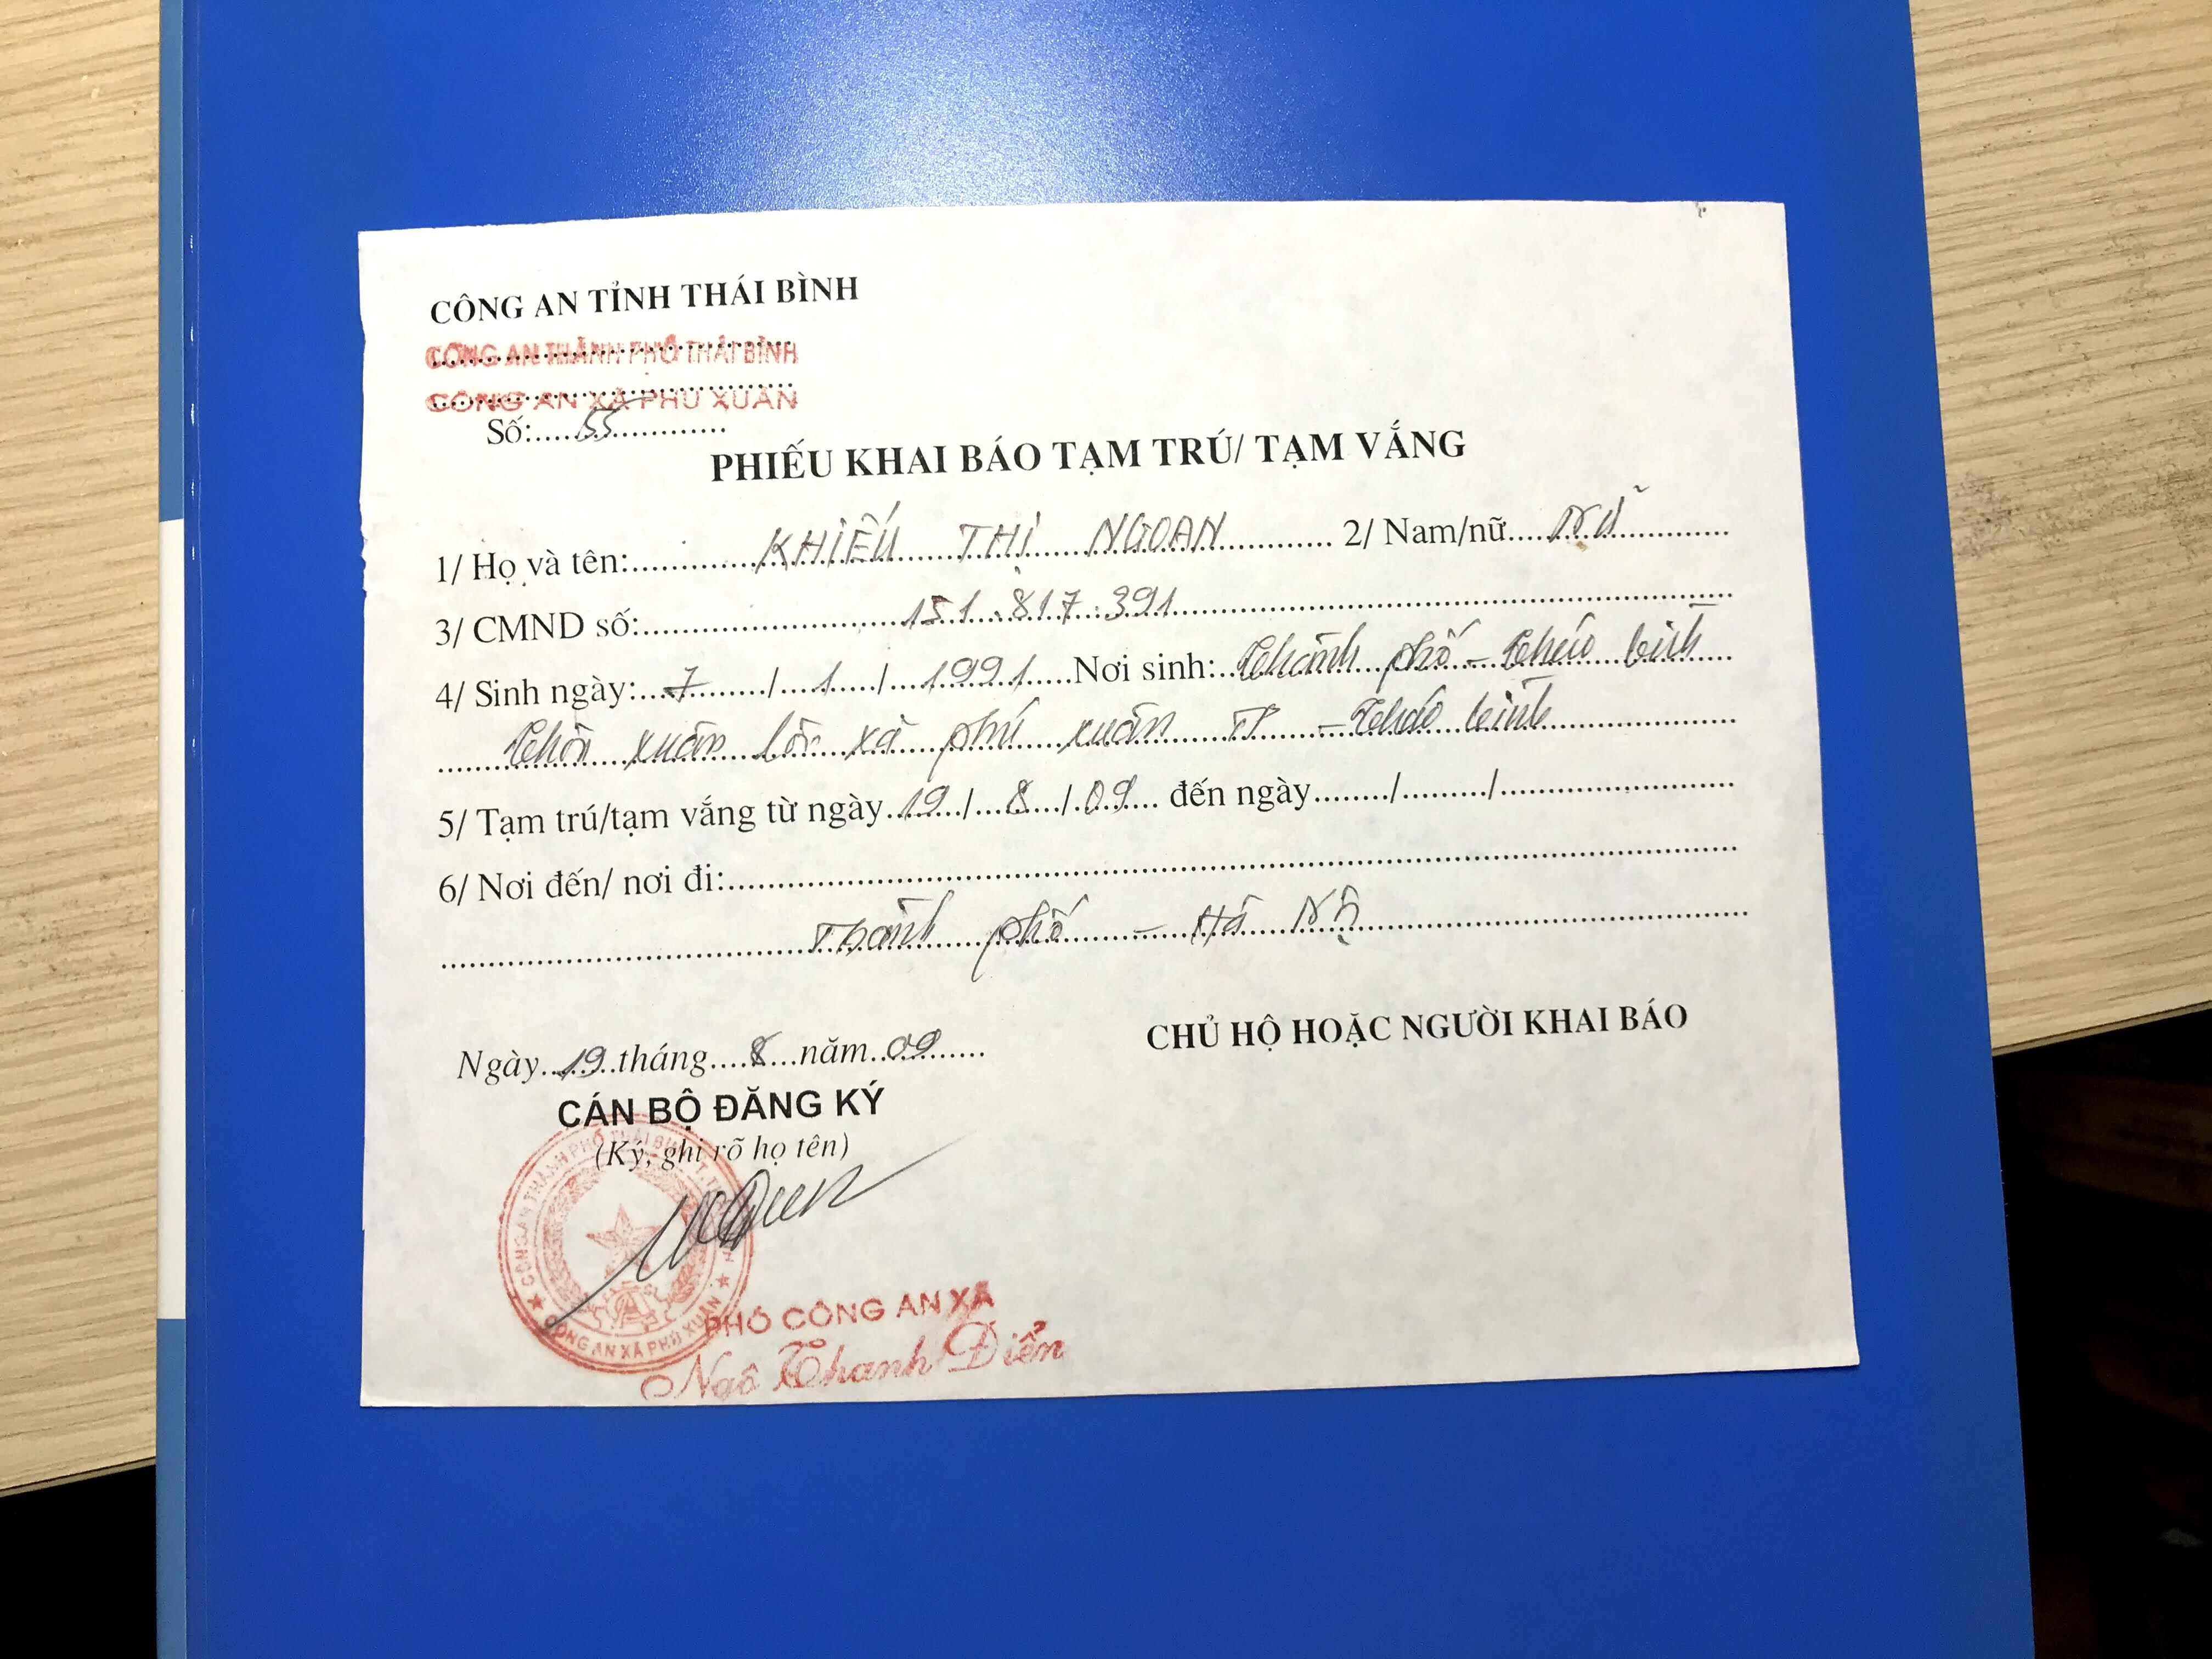 CÔNG AN TỈNH THÁI BÌNH
CÔNG AN THÀNH PHỐ THÁI BÌNH
CÔNG AN XÃ PHÚ XUÂN
Số:
PHIẾU KHAI BÁO TẠM TRÚ/ TẠM VẮNG
1/ Họ và tên: KHIẾU THỊ NGOAN 2/ Nam/nữ Nữ
3/ CMND số: 151.817.391
4/ Sinh ngày: 7 / 1 / 1991 Nơi sinh: Thành phố - thái bình
thôn xuân lộc xã phú xuân TP - thái bình
5/ Tạm trú/tạm vắng từ ngày 19 / 8 / 09 đến ngày / /
6/ Nơi đến/ nơi đi:
Thành phố - Hà Nội
Ngày 19 tháng 8 năm 09
CÁN BỘ ĐĂNG KÝ
CHỦ HỘ HOẶC NGƯỜI KHAI BÁO
(Ký, ghi rõ họ tên)
CÔNG AN THÀNH PHỐ THÁI BÌNH
CÔNG AN XÃ PHÚ XUÂN
PHÓ CÔNG AN XÃ
Ngô Thanh Điểm